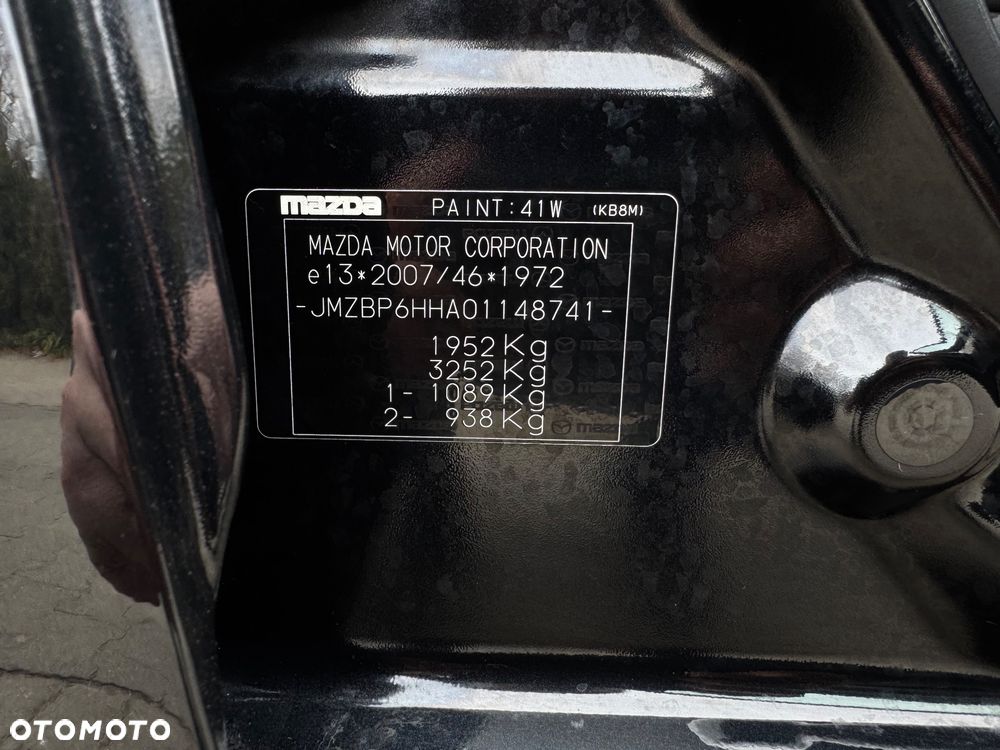 mazda PAINT:41W (KB8M)
MAZDA MOTOR CORPORATION
e13*2007/46*1972
-JMZBP6HHA01148741-
1952 Kg
3252 Kg
1- 1089 Kg
2- 938 Kg
mazda
OTOMOTO